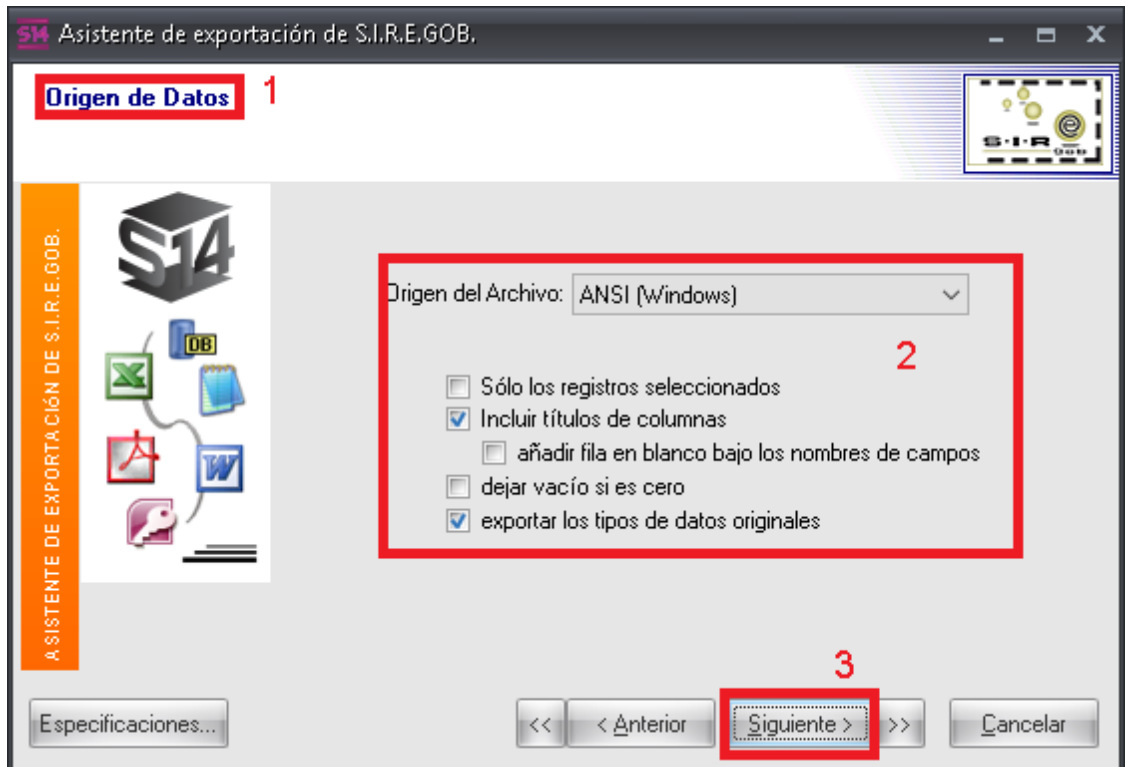 S14 Asistente de exportación de S.I.R.E.GOB.
Origen de Datos 1
S·I·R e
Gob
S14
ASISTENTE DE EXPORTACIÓN DE S.I.R.E.GOB.
DB
X
W
Origen del Archivo: ANSI (Windows)
2
Sólo los registros seleccionados
Incluir títulos de columnas
añadir fila en blanco bajo los nombres de campos
dejar vacío si es cero
exportar los tipos de datos originales
3
Especificaciones... << < Anterior Siguiente > >> Cancelar